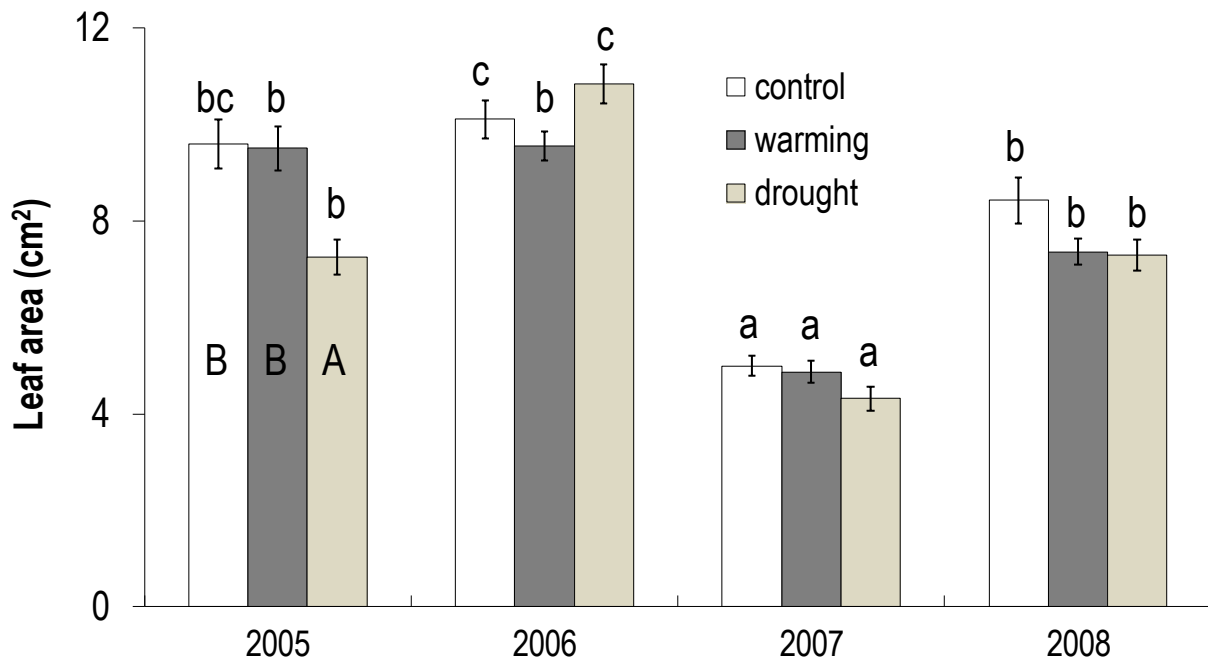 12
8
4
0
Leaf area (cm²)
bc b b
B B A
c b c
a a a
b b b
control
warming
drought
2005 2006 2007 2008